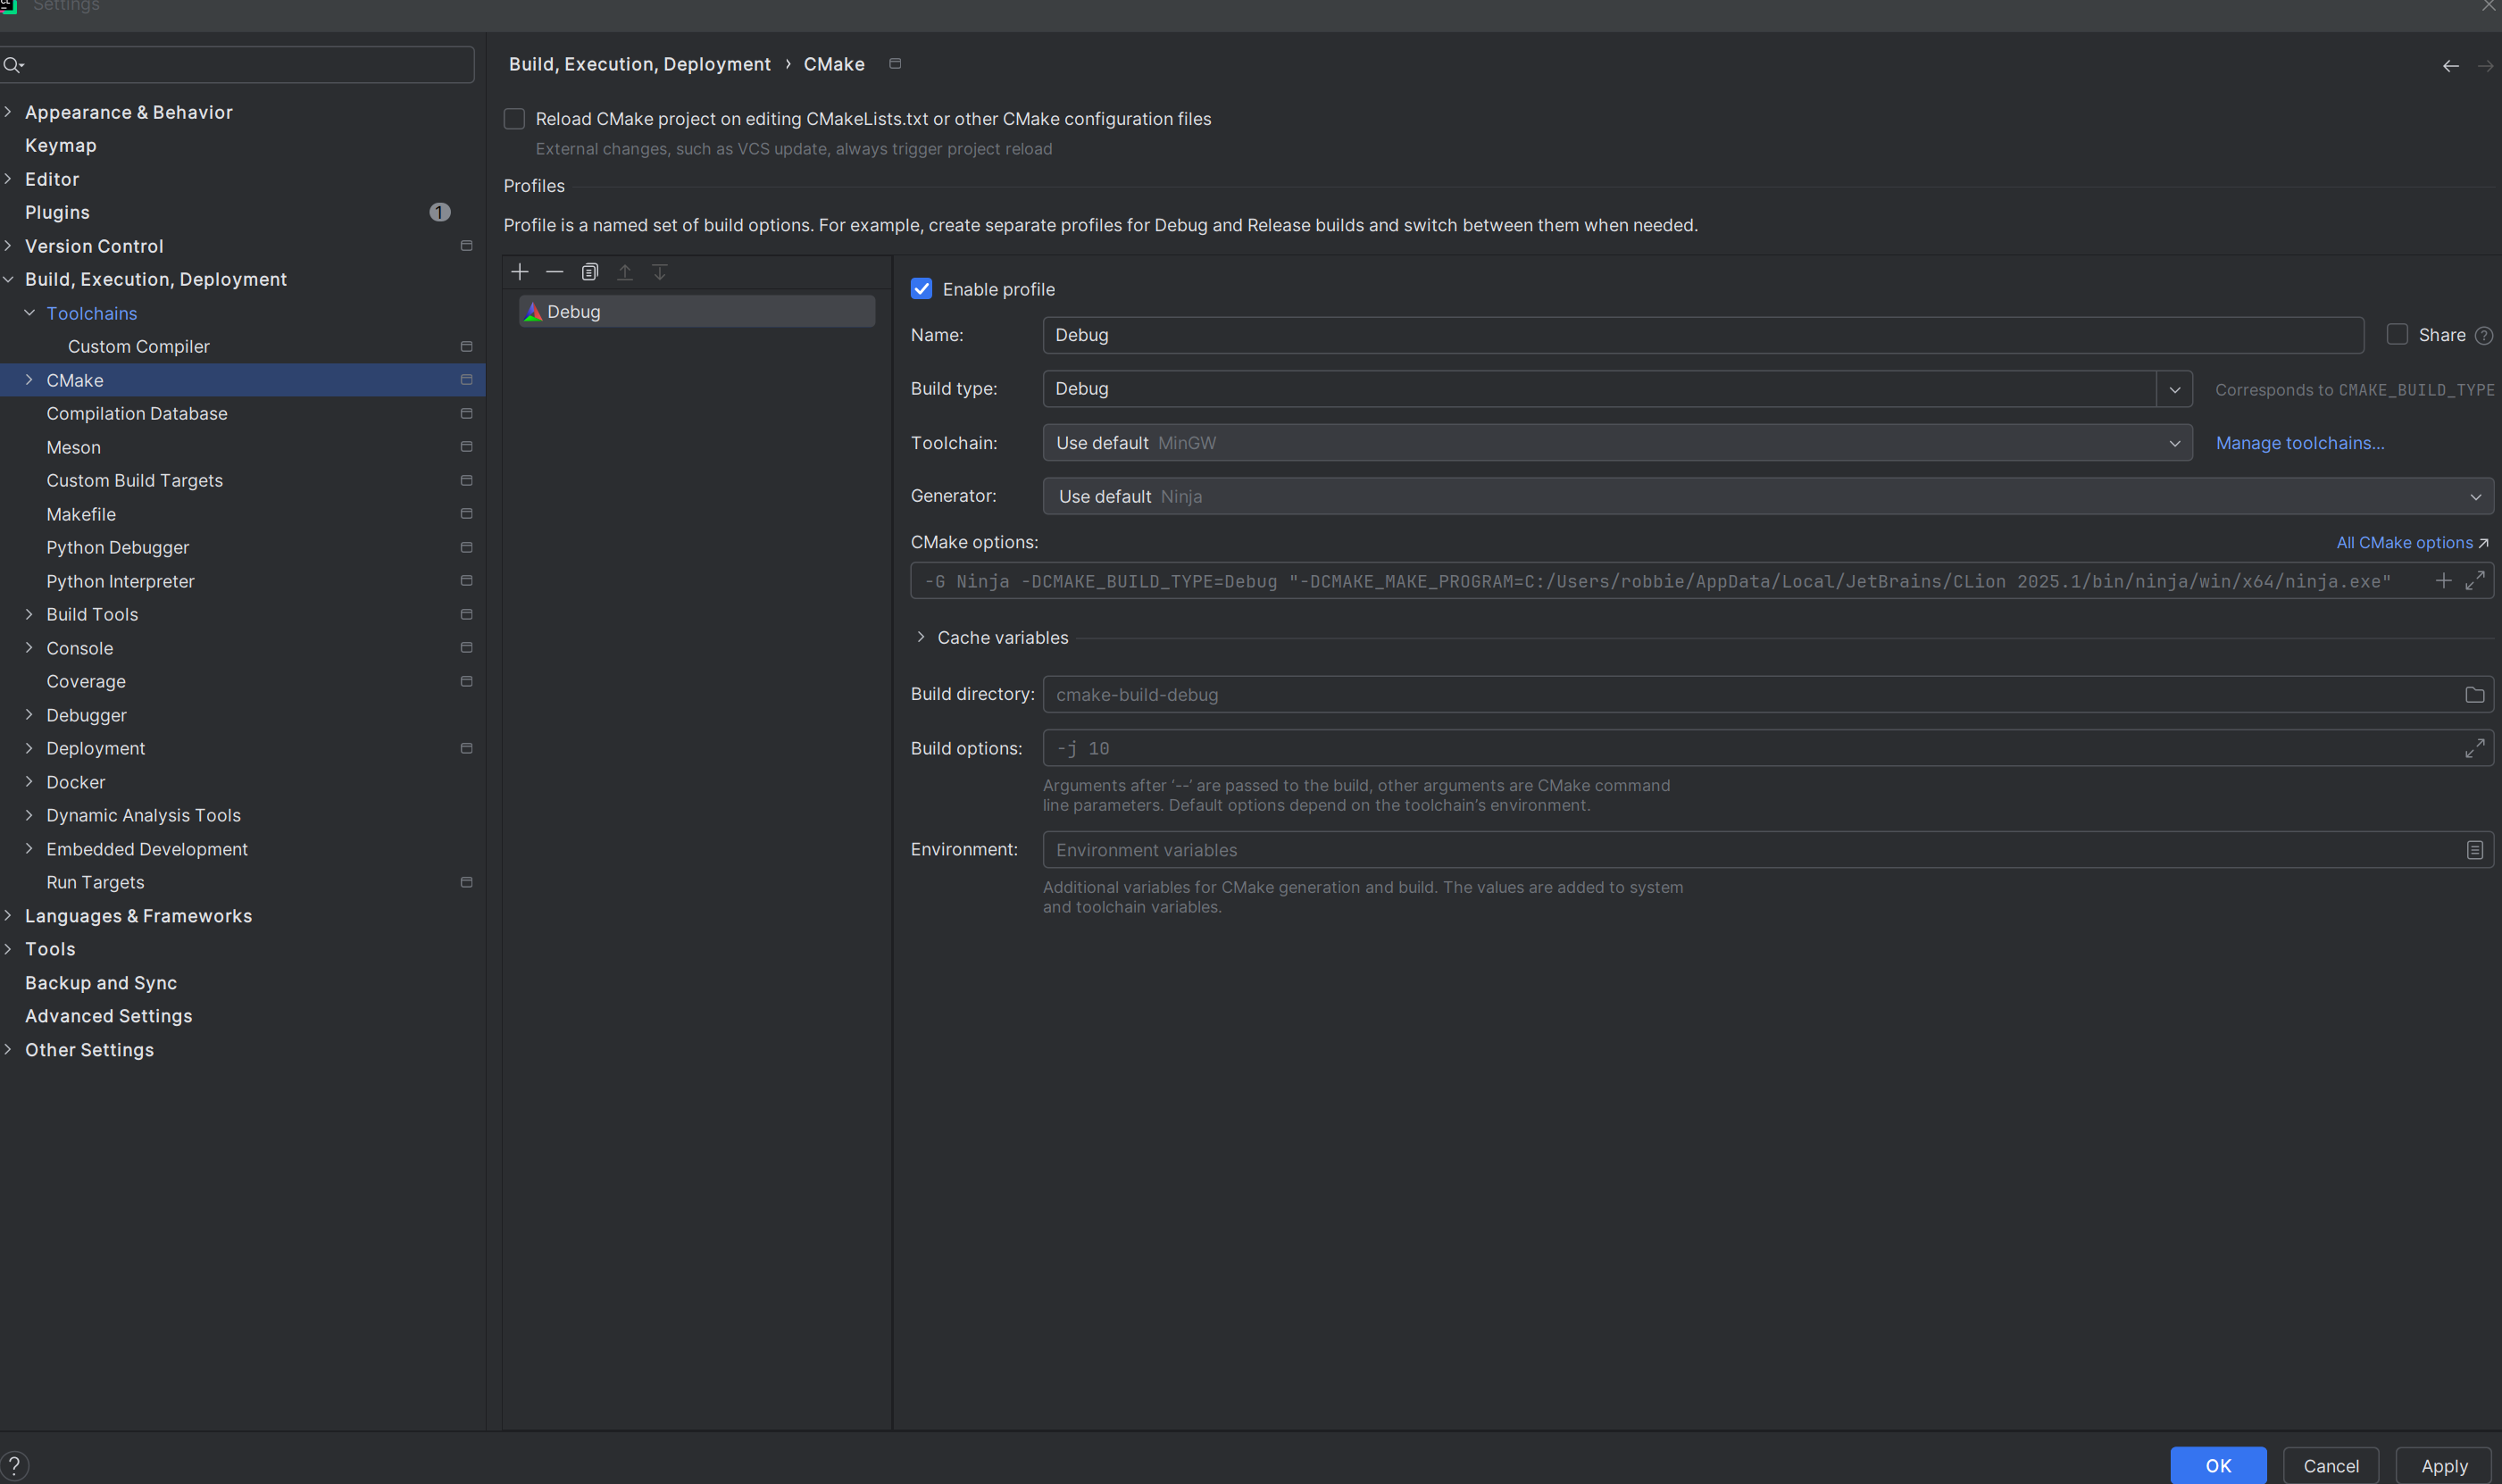 Settings
Build, Execution, Deployment › CMake
Appearance & Behavior
Keymap
Editor
Plugins 1
Version Control
Build, Execution, Deployment
Toolchains
Custom Compiler
CMake
Compilation Database
Meson
Custom Build Targets
Makefile
Python Debugger
Python Interpreter
Build Tools
Console
Coverage
Debugger
Deployment
Docker
Dynamic Analysis Tools
Embedded Development
Run Targets
Languages & Frameworks
Tools
Backup and Sync
Advanced Settings
Other Settings
Reload CMake project on editing CMakeLists.txt or other CMake configuration files
External changes, such as VCS update, always trigger project reload
Profiles
Profile is a named set of build options. For example, create separate profiles for Debug and Release builds and switch between them when needed.
Debug
Enable profile
Name: Debug Share ?
Build type: Debug Corresponds to CMAKE_BUILD_TYPE
Toolchain: Use default MinGW Manage toolchains...
Generator: Use default Ninja
CMake options: All CMake options ↗
-G Ninja -DCMAKE_BUILD_TYPE=Debug "-DCMAKE_MAKE_PROGRAM=C:/Users/robbie/AppData/Local/JetBrains/CLion 2025.1/bin/ninja/win/x64/ninja.exe"
Cache variables
Build directory: cmake-build-debug
Build options: -j 10
Arguments after ‘--’ are passed to the build, other arguments are CMake command
line parameters. Default options depend on the toolchain's environment.
Environment: Environment variables
Additional variables for CMake generation and build. The values are added to system
and toolchain variables.
? OK Cancel Apply